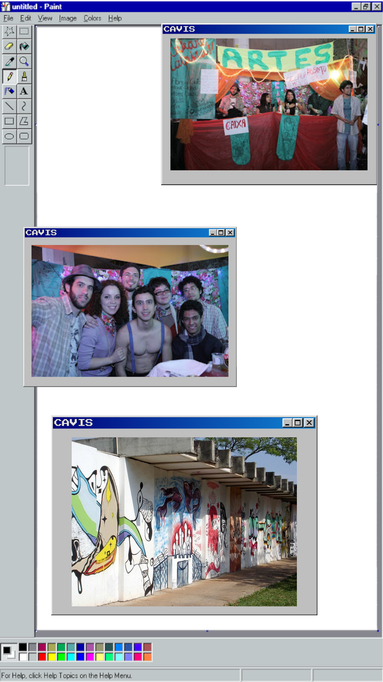 untitled - Paint
File Edit View Image Colors Help
CAVIS
ARTES
CAIXA
CAVIS
CAVIS
For Help, click Help Topics on the Help Menu.